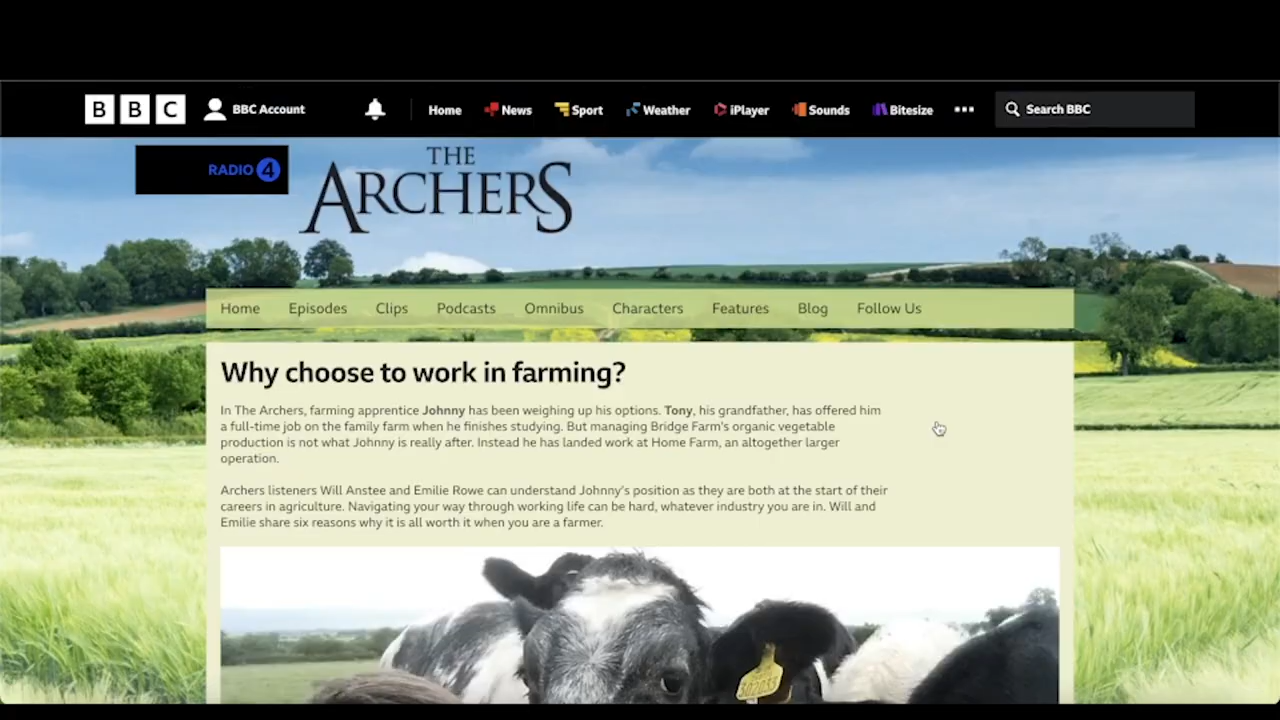 BBC BBC Account Home News Sport Weather iPlayer Sounds Bitesize Search BBC
RADIO 4
THE
ARCHERS
Home Episodes Clips Podcasts Omnibus Characters Features Blog Follow Us
Why choose to work in farming?
In The Archers, farming apprentice Johnny has been weighing up his options. Tony, his grandfather, has offered him
a full-time job on the family farm when he finishes studying. But managing Bridge Farm's organic vegetable
production is not what Johnny is really after. Instead he has landed work at Home Farm, an altogether larger
operation.
Archers listeners Will Anstee and Emilie Rowe can understand Johnny's position as they are both at the start of their
careers in agriculture. Navigating your way through working life can be hard, whatever industry you are in. Will and
Emilie share six reasons why it is all worth it when you are a farmer.